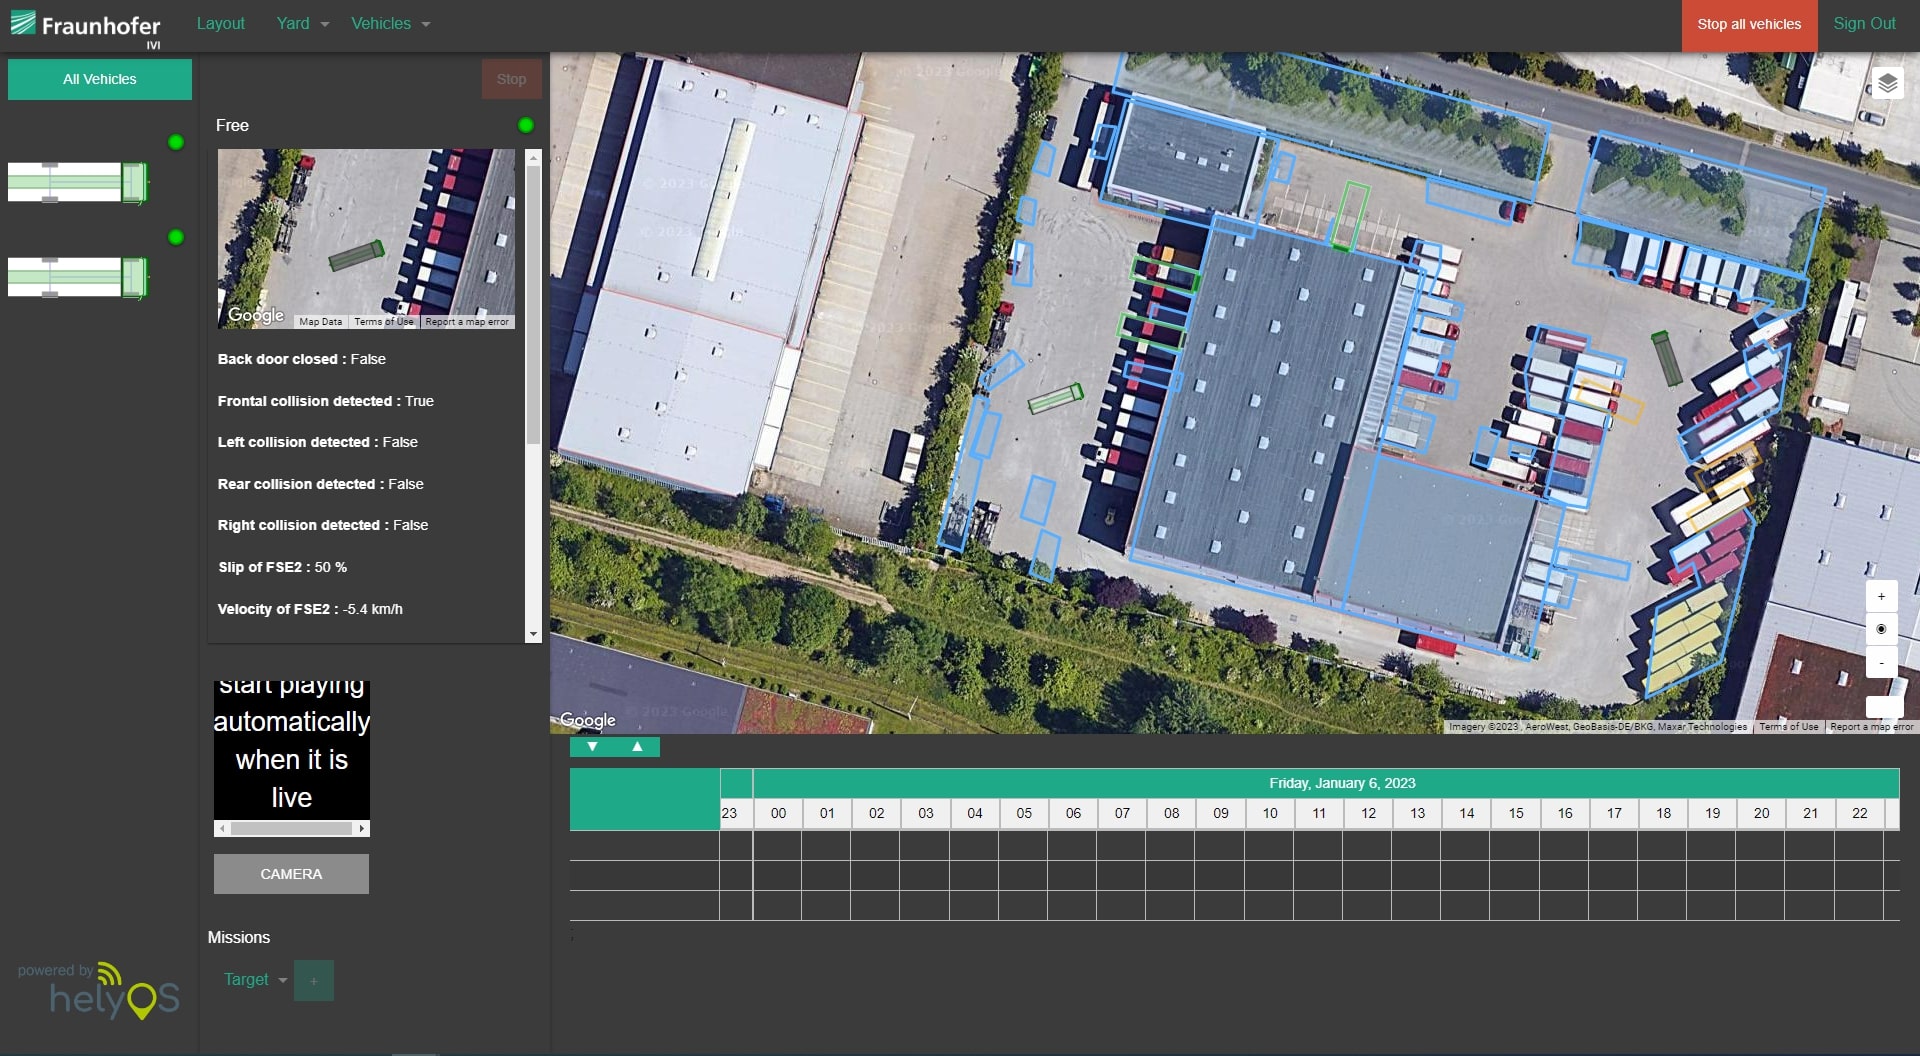 Fraunhofer
IVI
Layout
Yard
Vehicles
Stop all vehicles
Sign Out
All Vehicles
Stop
Free
Google
Map Data
Terms of Use
Report a map error
Back door closed : False
Frontal collision detected : True
Left collision detected : False
Rear collision detected : False
Right collision detected : False
Slip of FSE2 : 50 %
Velocity of FSE2 : -5.4 km/h
start playing
automatically
when it is
live
CAMERA
Missions
Target
+
powered by
helyOS
© 2023 Google
+
-
Google
Imagery ©2023 , AeroWest, GeoBasis-DE/BKG, Maxar Technologies
Terms of Use
Report a map error
▼ ▲
Friday, January 6, 2023
23 00 01 02 03 04 05 06 07 08 09 10 11 12 13 14 15 16 17 18 19 20 21 22
;